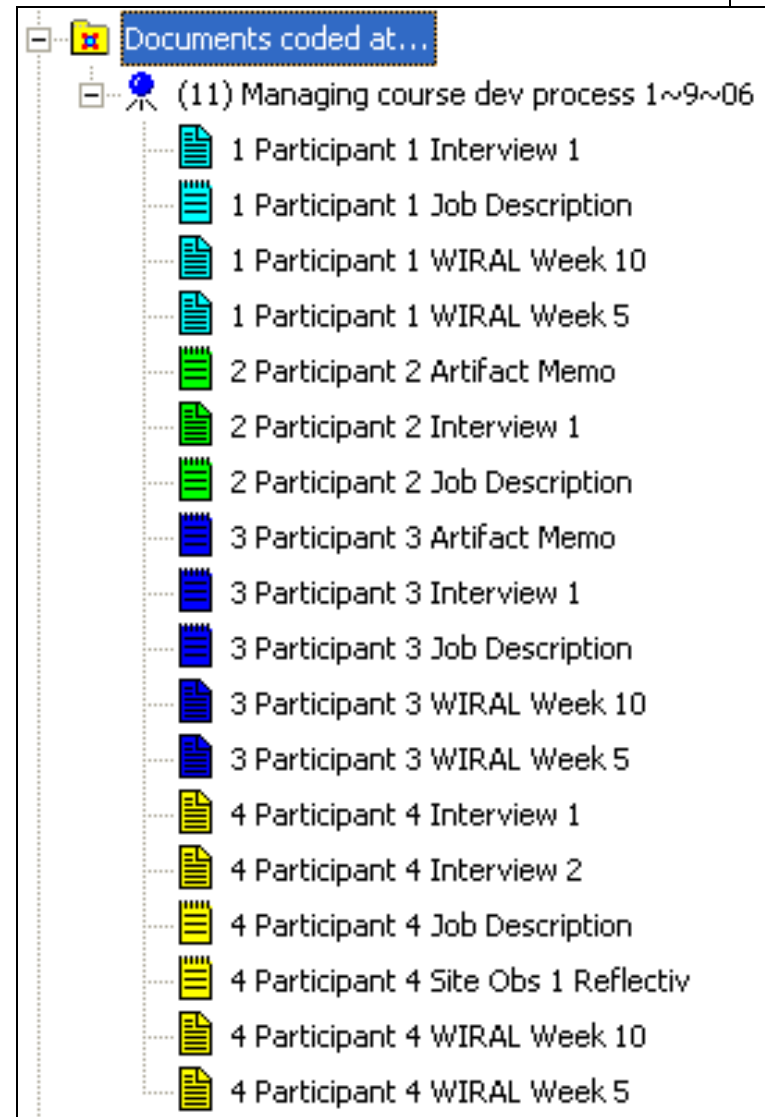 Documents coded at...
(11) Managing course dev process 1~9~06
1 Participant 1 Interview 1
1 Participant 1 Job Description
1 Participant 1 WIRAL Week 10
1 Participant 1 WIRAL Week 5
2 Participant 2 Artifact Memo
2 Participant 2 Interview 1
2 Participant 2 Job Description
3 Participant 3 Artifact Memo
3 Participant 3 Interview 1
3 Participant 3 Job Description
3 Participant 3 WIRAL Week 10
3 Participant 3 WIRAL Week 5
4 Participant 4 Interview 1
4 Participant 4 Interview 2
4 Participant 4 Job Description
4 Participant 4 Site Obs 1 Reflectiv
4 Participant 4 WIRAL Week 10
4 Participant 4 WIRAL Week 5